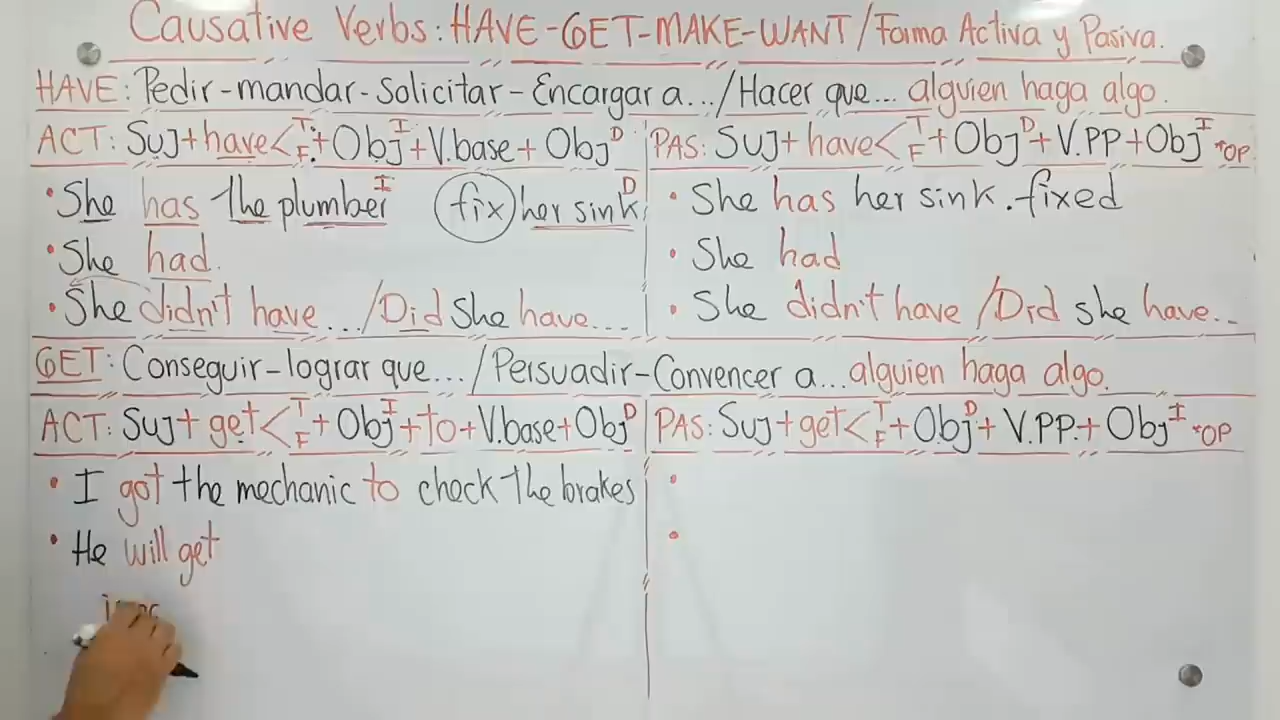 Causative Verbs: HAVE-GET-MAKE-WANT/Forma Activa y Pasiva.
HAVE: Pedir-mandar-Solicitar-Encargar a.../Hacer que... alguien haga algo.
ACT: Suj+have<T F+Obj I+V.base+Obj D
PAS: Suj+have<T F+Obj D+V.PP+Obj I *OP
• She has the plumber I fix her sink D
• She has her sink.fixed
• She had.
• She had
• She didn't have.../Did she have...
• She didn't have/Did she have..
GET: Conseguir-lograr que.../Persuadir-Convencer a...alguien haga algo.
ACT: Suj+get<T F+Obj I+to+V.base+Obj D
PAS: Suj+get<T F+Obj D+V.PP.+Obj I *OP
• I got the mechanic to check the brakes
• He will get